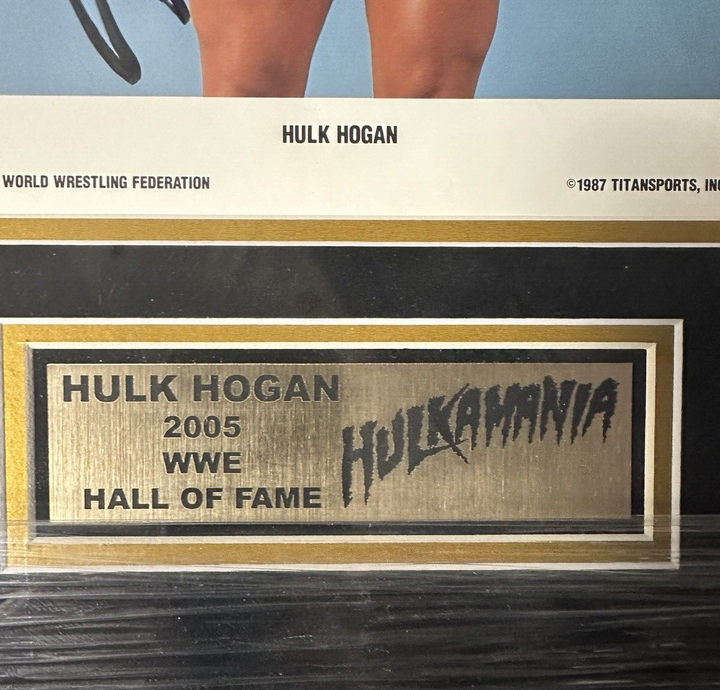 HULK HOGAN
WORLD WRESTLING FEDERATION
©1987 TITANSPORTS, INC
HULK HOGAN
2005
WWE
HALL OF FAME
HULKAMANIA